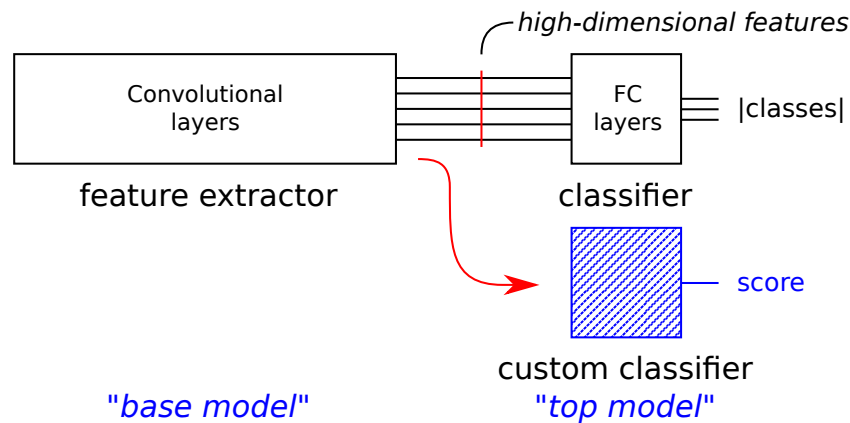 high-dimensional features
Convolutional
layers
FC
layers
|classes|
feature extractor
classifier
score
custom classifier
"base model"
"top model"